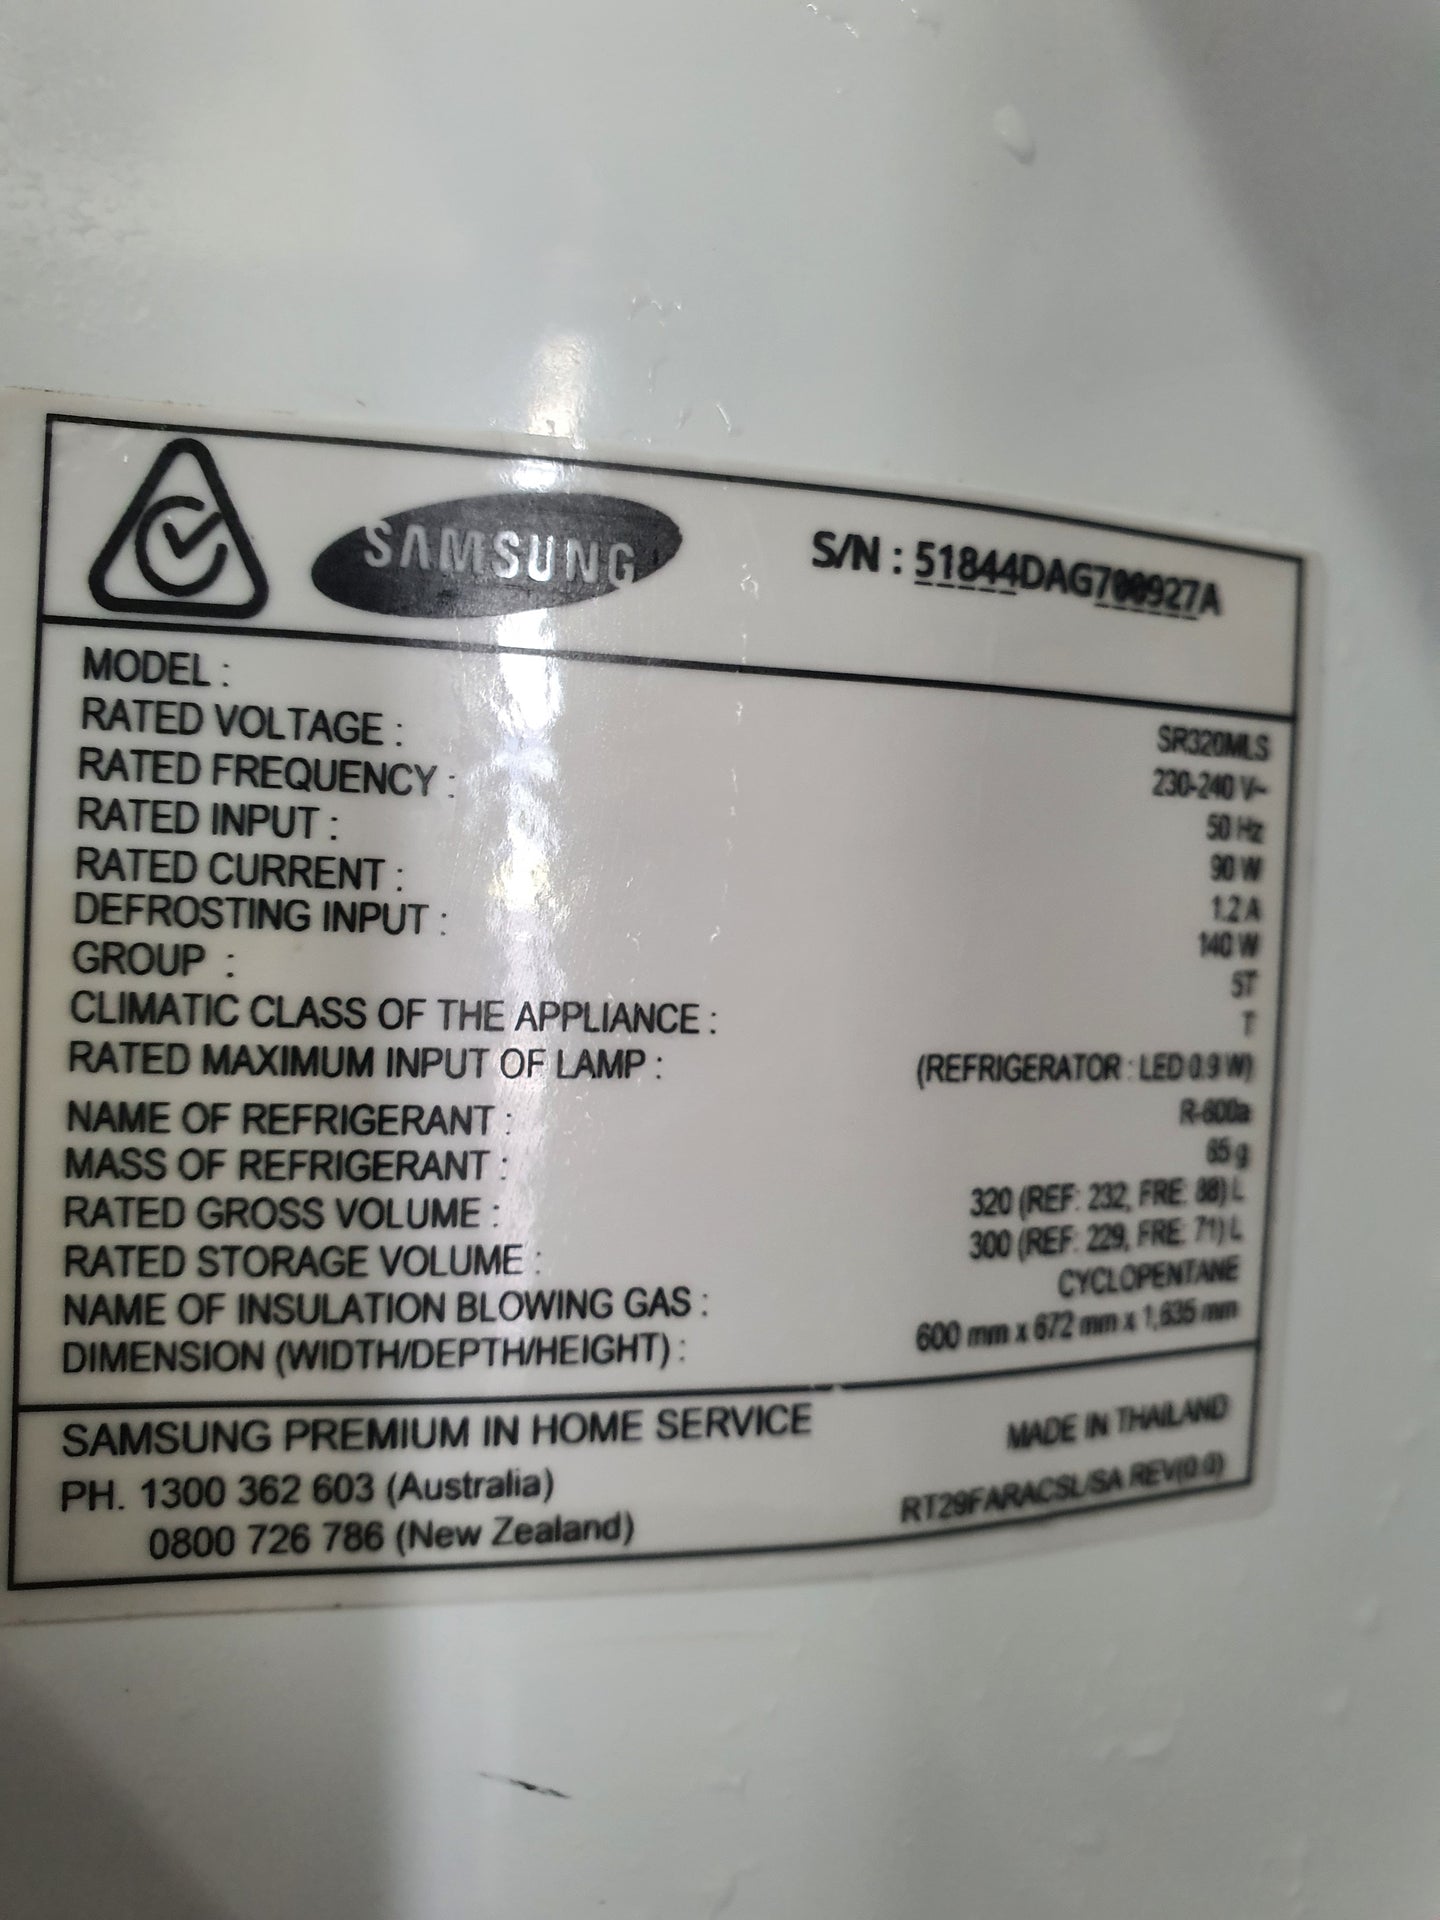 SAMSUNG
S/N : 51844DAG700927A
MODEL : SR320MLS
RATED VOLTAGE : 230-240 V~
RATED FREQUENCY : 50 Hz
RATED INPUT : 90 W
RATED CURRENT : 1.2 A
DEFROSTING INPUT : 140 W
GROUP : 5T
CLIMATIC CLASS OF THE APPLIANCE : T
RATED MAXIMUM INPUT OF LAMP : (REFRIGERATOR : LED 0.9 W)
NAME OF REFRIGERANT : R-600a
MASS OF REFRIGERANT : 65 g
RATED GROSS VOLUME : 320 (REF: 232, FRE: 88) L
RATED STORAGE VOLUME : 300 (REF: 229, FRE: 71) L
NAME OF INSULATION BLOWING GAS : CYCLOPENTANE
DIMENSION (WIDTH/DEPTH/HEIGHT) : 600 mm x 672 mm x 1,635 mm
SAMSUNG PREMIUM IN HOME SERVICE
PH. 1300 362 603 (Australia)
0800 726 786 (New Zealand)
MADE IN THAILAND
RT29FARACSL/SA REV(0.0)